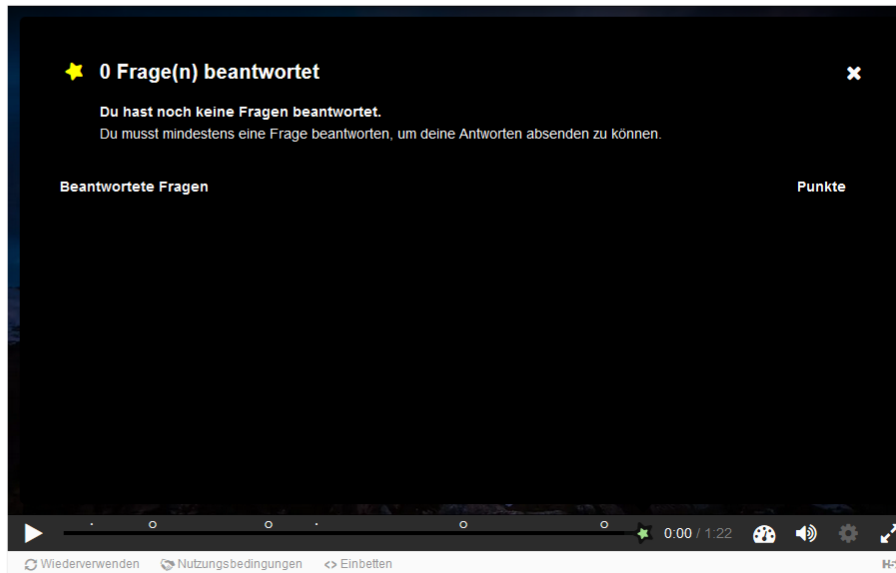 0 Frage(n) beantwortet
Du hast noch keine Fragen beantwortet.
Du musst mindestens eine Frage beantworten, um deine Antworten absenden zu können.
Beantwortete Fragen Punkte
0:00 / 1:22
Wiederverwenden Nutzungsbedingungen <> Einbetten